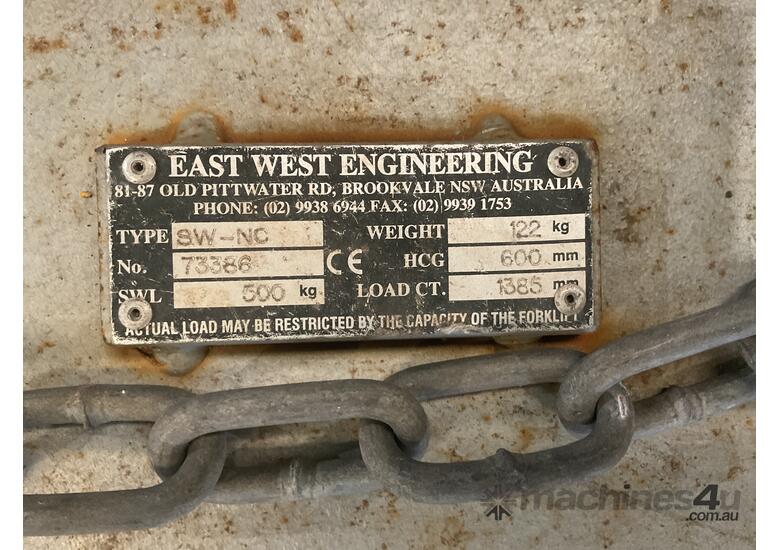 EAST WEST ENGINEERING
81-87 OLD PITTWATER RD, BROOKVALE NSW AUSTRALIA
PHONE: (02) 9938 6944 FAX: (02) 9939 1753
TYPE SW-NC WEIGHT 122 kg
No. 73386 CE HCG 600 mm
SWL 500 kg LOAD CT. 1385 mm
ACTUAL LOAD MAY BE RESTRICTED BY THE CAPACITY OF THE FORKLIFT
machines4u
.com.au